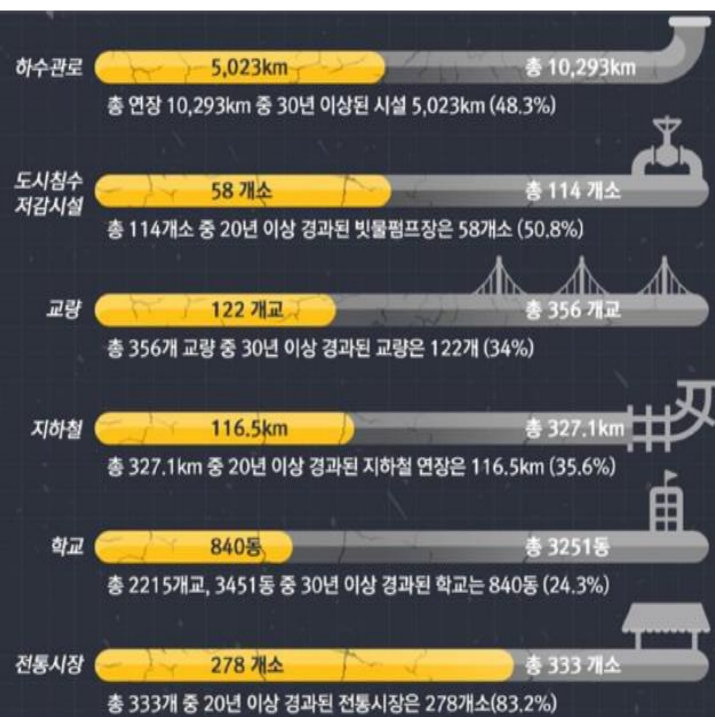 하수관로
5,023km
총 10,293km
총 연장 10,293km 중 30년 이상된 시설 5,023km (48.3%)
도시침수
저감시설
58 개소
총 114 개소
총 114개소 중 20년 이상 경과된 빗물펌프장은 58개소 (50.8%)
교량
122 개교
총 356 개교
총 356개 교량 중 30년 이상 경과된 교량은 122개 (34%)
지하철
116.5km
총 327.1km
총 327.1km 중 20년 이상 경과된 지하철 연장은 116.5km (35.6%)
학교
840동
총 3251동
총 2215개교, 3451동 중 30년 이상 경과된 학교는 840동 (24.3%)
전통시장
278 개소
총 333 개소
총 333개 중 20년 이상 경과된 전통시장은 278개소(83.2%)